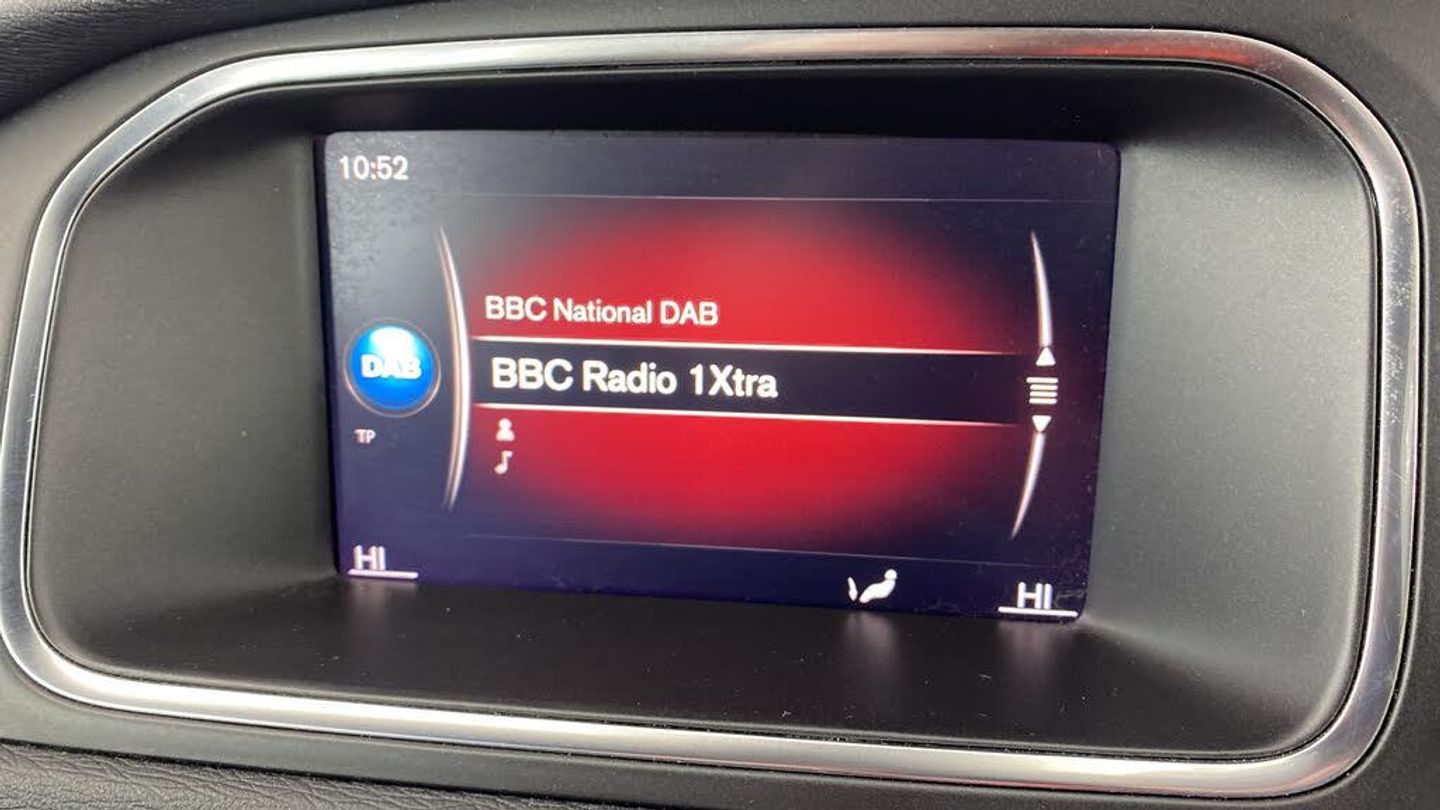 10:52
BBC National DAB
DAB
BBC Radio 1Xtra
TP
HI
HI